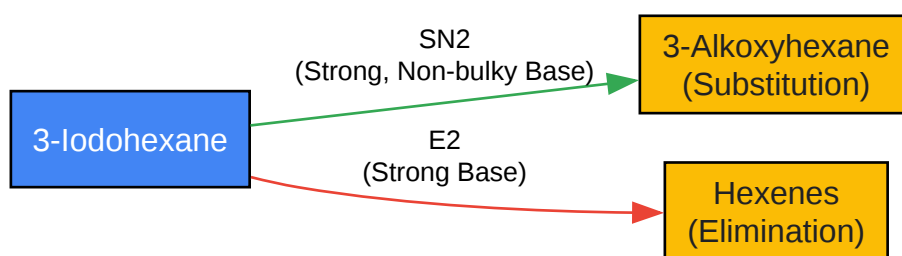 SN2
(Strong, Non-bulky Base)
3-Alkoxyhexane
(Substitution)
3-Iodohexane
E2
(Strong Base)
Hexenes
(Elimination)